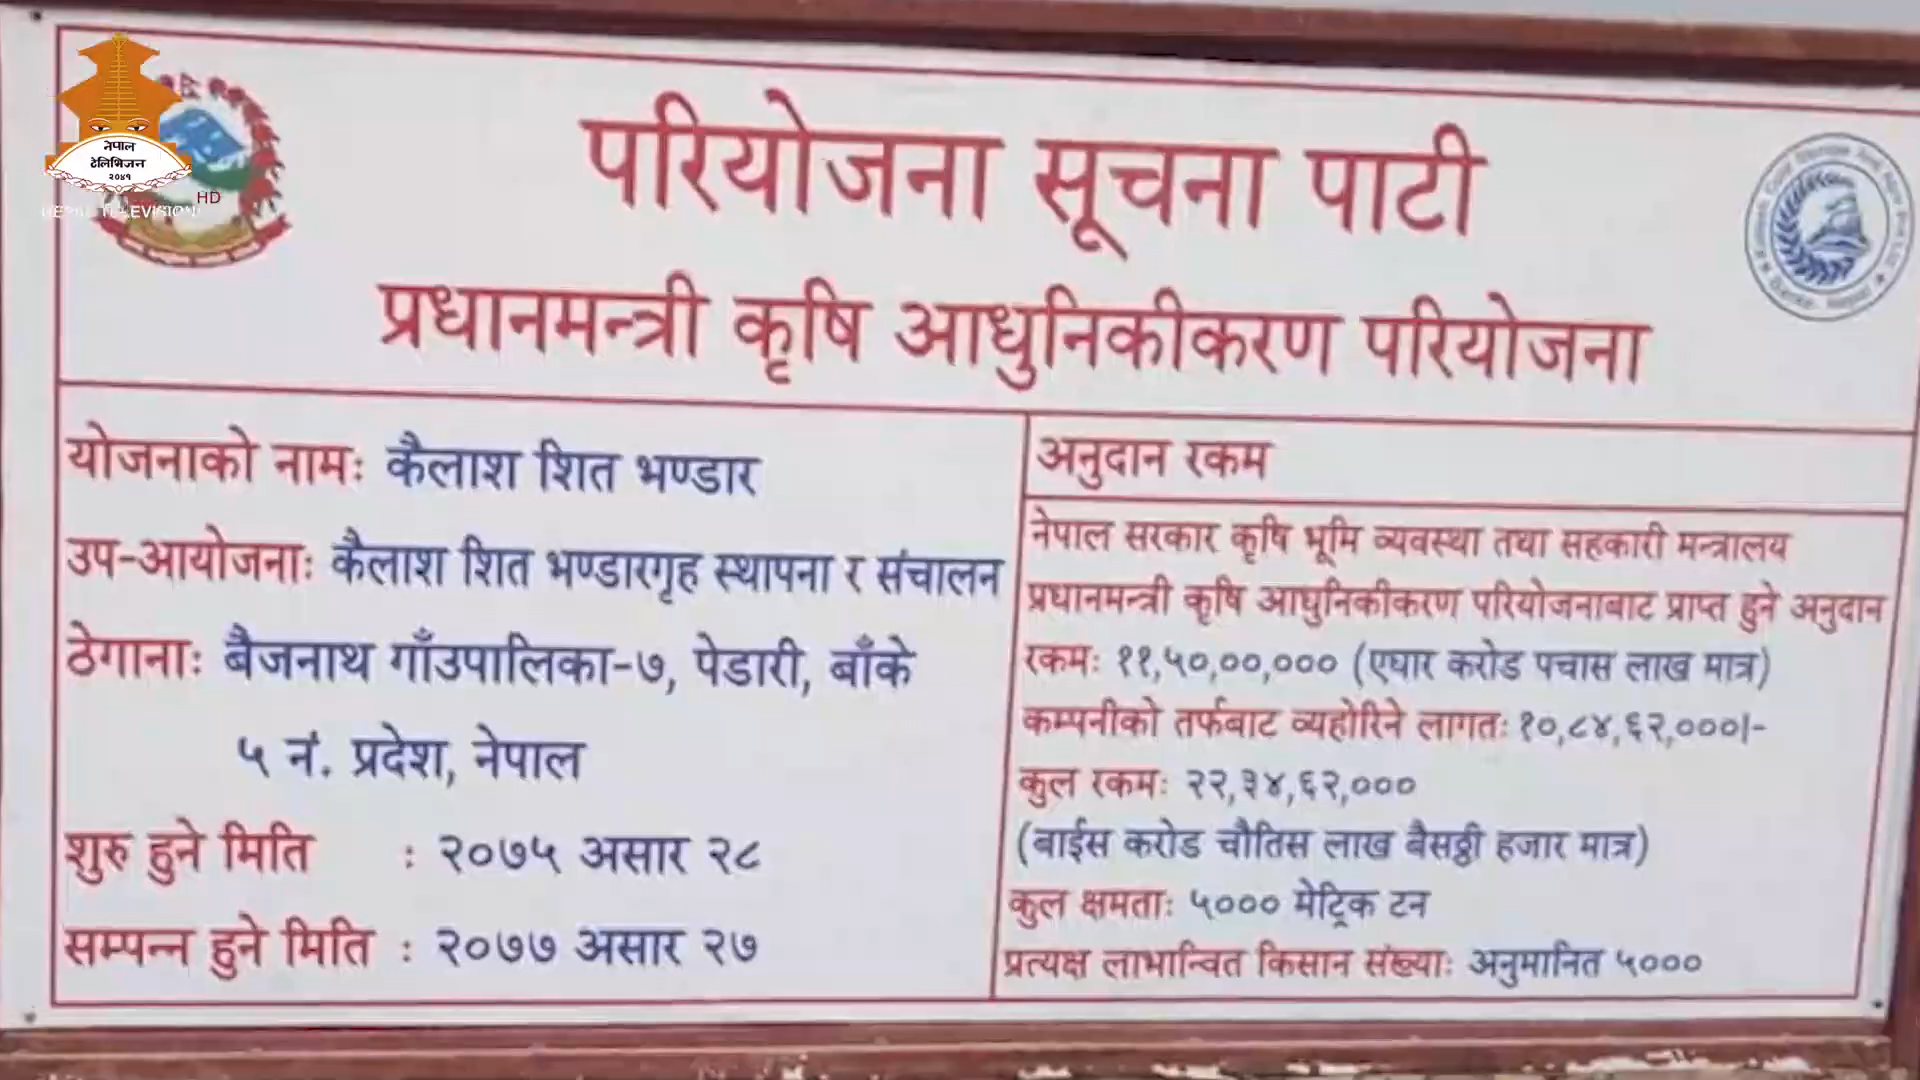 नेपाल
टेलिभिजन
२०४१
HD
NEPAL TELEVISION
परियोजना सूचना पाटी
प्रधानमन्त्री कृषि आधुनिकीकरण परियोजना
योजनाको नामः कैलाश शित भण्डार
उप-आयोजनाः कैलाश शित भण्डारगृह स्थापना र संचालन
ठेगानाः बैजनाथ गाँउपालिका-७, पेडारी, बाँके
५ नं. प्रदेश, नेपाल
शुरु हुने मिति : २०७५ असार २८
सम्पन्न हुने मिति : २०७७ असार २७
अनुदान रकम
नेपाल सरकार कृषि भूमि व्यवस्था तथा सहकारी मन्त्रालय
प्रधानमन्त्री कृषि आधुनिकीकरण परियोजनाबाट प्राप्त हुने अनुदान
रकमः ११,५०,००,००० (एघार करोड पचास लाख मात्र)
कम्पनीको तर्फबाट व्यहोरिने लागतः १०,८४,६२,०००|-
कुल रकमः २२,३४,६२,०००
(बाईस करोड चौतिस लाख बैसठ्ठी हजार मात्र)
कुल क्षमताः ५००० मेट्रिक टन
प्रत्यक्ष लाभान्वित किसान संख्याः अनुमानित ५०००